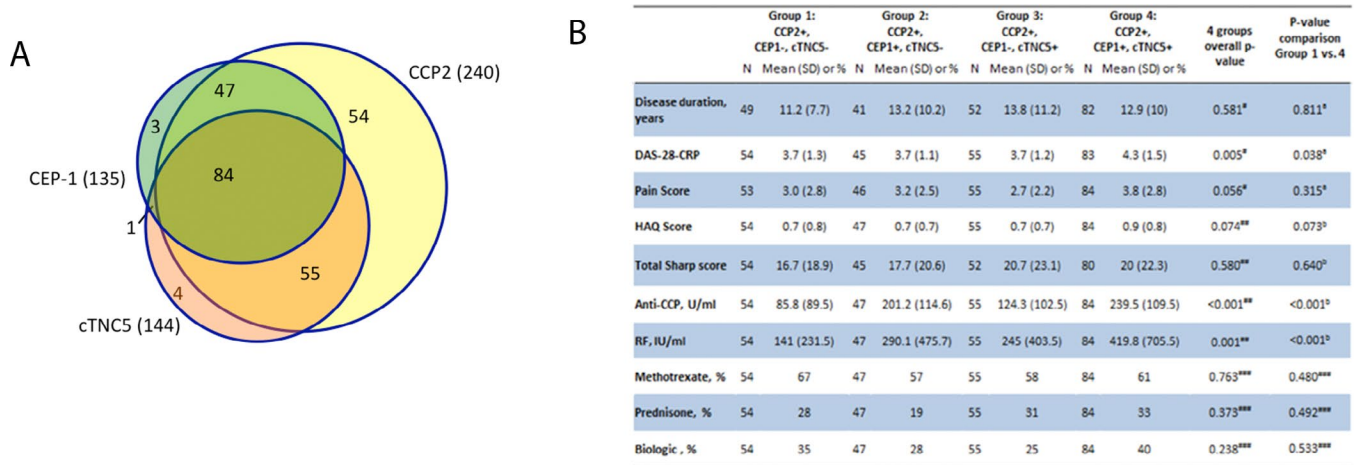 A
CCP2 (240)
47
54
3
84
CEP-1 (135)
1
55
4
cTNC5 (144)
B
Group 1: CCP2+, CEP1-, cTNC5- Group 2: CCP2+, CEP1+, cTNC5- Group 3: CCP2+, CEP1-, cTNC5+ Group 4: CCP2+, CEP1+, cTNC5+ 4 groups overall p-value P-value comparison Group 1 vs. 4
N Mean (SD) or % N Mean (SD) or % N Mean (SD) or % N Mean (SD) or %
Disease duration, years 49 11.2 (7.7) 41 13.2 (10.2) 52 13.8 (11.2) 82 12.9 (10) 0.581# 0.811a
DAS-28-CRP 54 3.7 (1.3) 45 3.7 (1.1) 55 3.7 (1.2) 83 4.3 (1.5) 0.005# 0.038a
Pain Score 53 3.0 (2.8) 46 3.2 (2.5) 55 2.7 (2.2) 84 3.8 (2.8) 0.056# 0.315a
HAQ Score 54 0.7 (0.8) 47 0.7 (0.7) 55 0.7 (0.7) 84 0.9 (0.8) 0.074## 0.073b
Total Sharp score 54 16.7 (18.9) 45 17.7 (20.6) 52 20.7 (23.1) 80 20 (22.3) 0.580## 0.640b
Anti-CCP, U/ml 54 85.8 (89.5) 47 201.2 (114.6) 55 124.3 (102.5) 84 239.5 (109.5) <0.001## <0.001b
RF, IU/ml 54 141 (231.5) 47 290.1 (475.7) 55 245 (403.5) 84 419.8 (705.5) 0.001## <0.001b
Methotrexate, % 54 67 47 57 55 58 84 61 0.763### 0.480###
Prednisone, % 54 28 47 19 55 31 84 33 0.373### 0.492###
Biologic , % 54 35 47 28 55 25 84 40 0.238### 0.533###